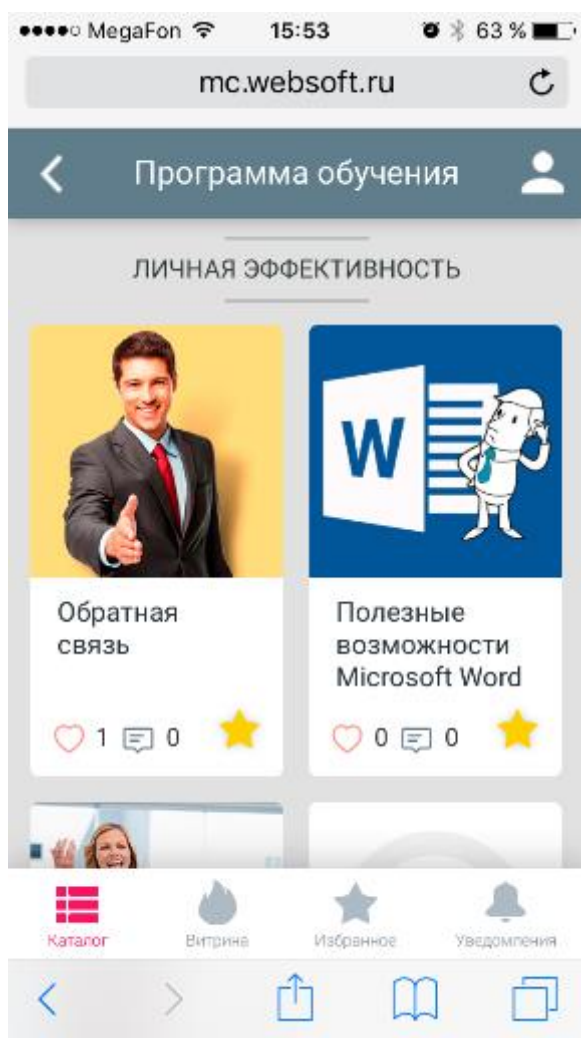 MegaFon 15:53 63 %
mc.websoft.ru
Программа обучения
ЛИЧНАЯ ЭФФЕКТИВНОСТЬ
W
Обратная
связь
1 0
Полезные
возможности
Microsoft Word
0 0
Каталог Витрина Избранное Уведомления